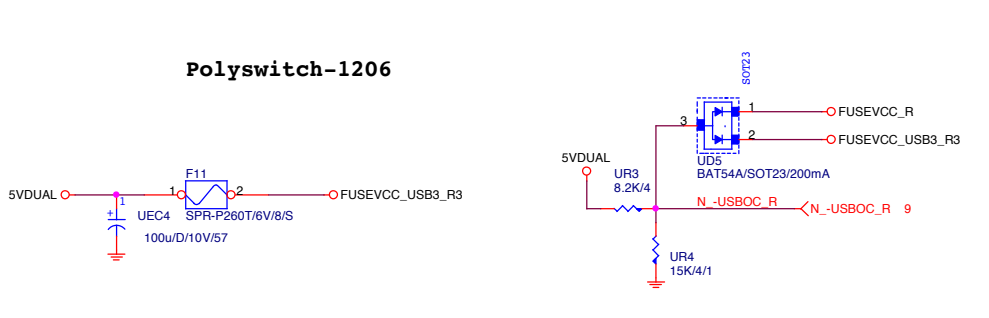 Polyswitch-1206
SOT23
5VDUAL
1
UEC4
100u/D/10V/57
F11
1
2
SPR-P260T/6V/8/S
FUSEVCC_USB3_R3
5VDUAL
UR3
8.2K/4
3
1
2
FUSEVCC_R
FUSEVCC_USB3_R3
UD5
BAT54A/SOT23/200mA
N_-USBOC_R
N_-USBOC_R 9
UR4
15K/4/1